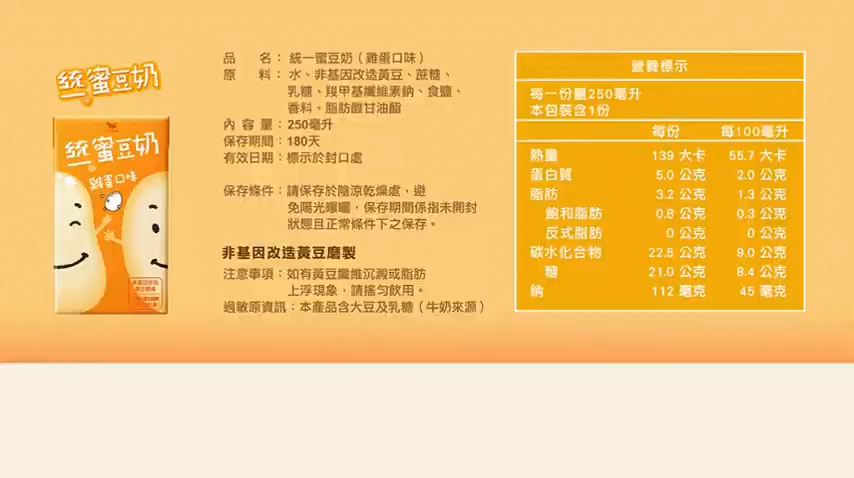 統一蜜豆奶
統一
統一蜜豆奶
雞蛋口味
品 名：統一蜜豆奶（雞蛋口味）
原 料：水、非基因改造黃豆、蔗糖、
乳糖、羧甲基纖維素鈉、食鹽、
香料、脂肪酸甘油酯
內 容 量：250毫升
保存期間：180天
有效日期：標示於封口處
保存條件：請保存於陰涼乾燥處，避
免陽光曝曬，保存期間係指未開封
狀態且正常條件下之保存。
非基因改造黃豆磨製
注意事項：如有黃豆纖維沉澱或脂肪
上浮現象，請搖勻飲用。
過敏原資訊：本產品含大豆及乳糖（牛奶來源）
營養標示
每一份量250毫升
本包裝含1份
每份 每100毫升
熱量 139 大卡 55.7 大卡
蛋白質 5.0 公克 2.0 公克
脂肪 3.2 公克 1.3 公克
飽和脂肪 0.8 公克 0.3 公克
反式脂肪 0 公克 0 公克
碳水化合物 22.5 公克 9.0 公克
糖 21.0 公克 8.4 公克
鈉 112 毫克 45 毫克